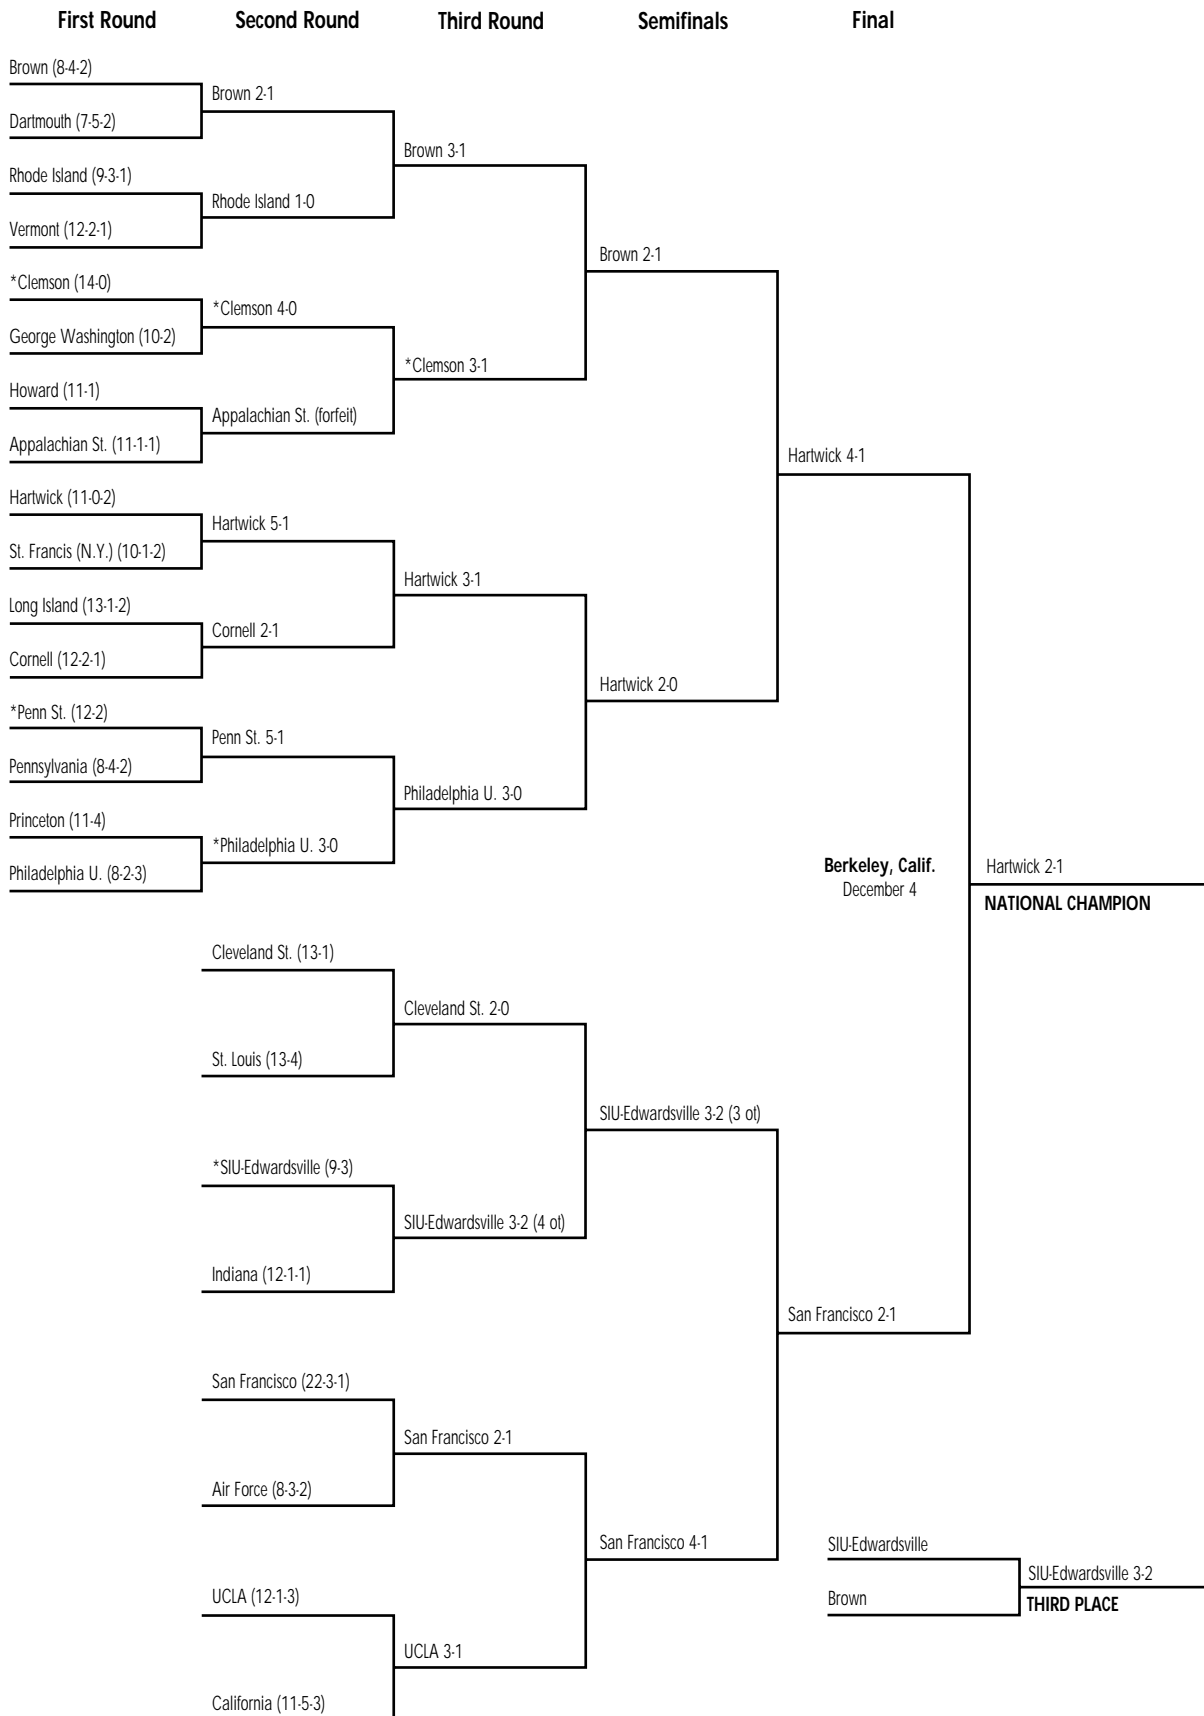 First Round Second Round Third Round Semifinals Final
Brown (8-4-2)
Brown 2-1
Dartmouth (7-5-2)
Brown 3-1
Rhode Island (9-3-1)
Rhode Island 1-0
Vermont (12-2-1)
Brown 2-1
*Clemson (14-0)
*Clemson 4-0
George Washington (10-2)
*Clemson 3-1
Howard (11-1)
Appalachian St. (forfeit)
Appalachian St. (11-1-1)
Hartwick 4-1
Hartwick (11-0-2)
Hartwick 5-1
St. Francis (N.Y.) (10-1-2)
Hartwick 3-1
Long Island (13-1-2)
Cornell 2-1
Cornell (12-2-1)
Hartwick 2-0
*Penn St. (12-2)
Penn St. 5-1
Pennsylvania (8-4-2)
Philadelphia U. 3-0
Princeton (11-4)
*Philadelphia U. 3-0
Philadelphia U. (8-2-3)
Berkeley, Calif.
December 4
Hartwick 2-1
NATIONAL CHAMPION
Cleveland St. (13-1)
Cleveland St. 2-0
St. Louis (13-4)
SIU-Edwardsville 3-2 (3 ot)
*SIU-Edwardsville (9-3)
SIU-Edwardsville 3-2 (4 ot)
Indiana (12-1-1)
San Francisco 2-1
San Francisco (22-3-1)
San Francisco 2-1
Air Force (8-3-2)
San Francisco 4-1
UCLA (12-1-3)
UCLA 3-1
California (11-5-3)
SIU-Edwardsville
SIU-Edwardsville 3-2
Brown
THIRD PLACE